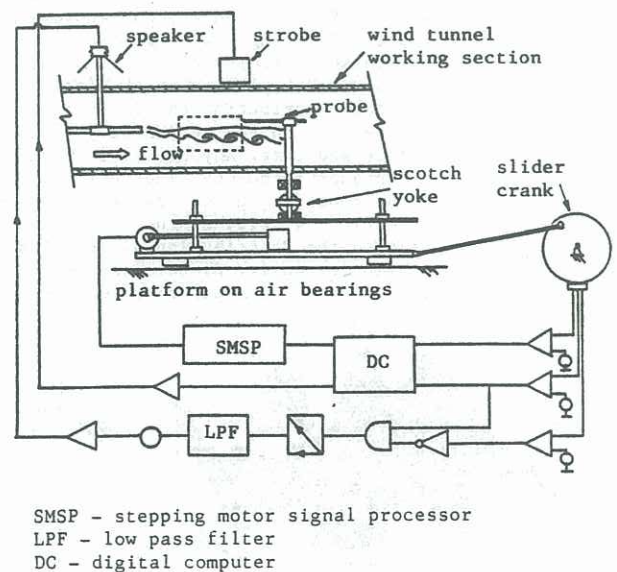 speaker
strobe
wind tunnel
working section
probe
flow
scotch
yoke
slider
crank
platform on air bearings
SMSP
DC
LPF
SMSP - stepping motor signal processor
LPF - low pass filter
DC - digital computer